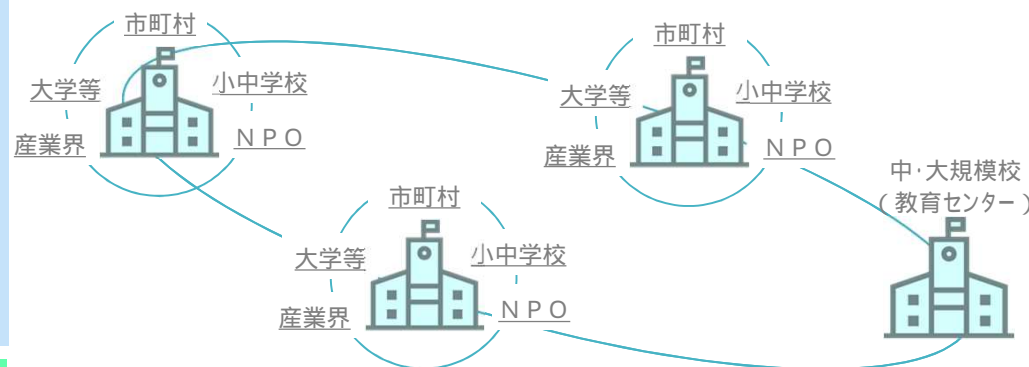 市町村
大学等
小中学校
産業界
ＮＰＯ
市町村
大学等
小中学校
産業界
ＮＰＯ
市町村
大学等
小中学校
産業界
ＮＰＯ
中・大規模校
（教育センター）